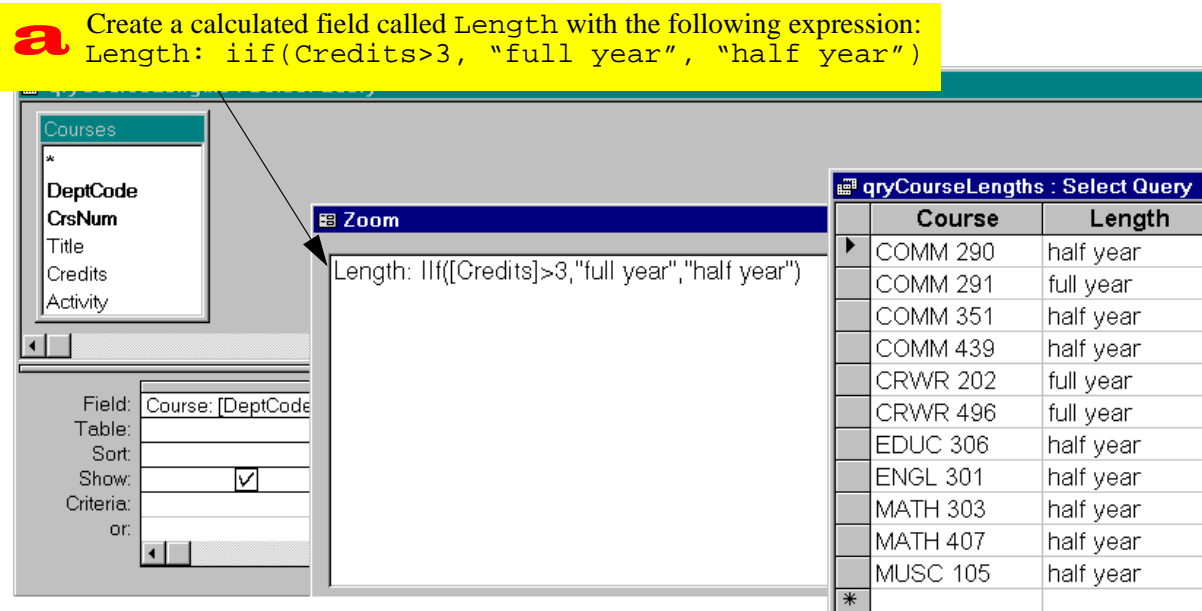 a
Create a calculated field called Length with the following expression:
Length: iif(Credits>3, “full year”, “half year”)
Courses
*
DeptCode
CrsNum
Title
Credits
Activity
Field:
Course: [DeptCode
Table:
Sort:
Show:
Criteria:
or:
Zoom
Length: IIf([Credits]>3,"full year","half year")
qryCourseLengths : Select Query
Course Length
COMM 290 half year
COMM 291 full year
COMM 351 half year
COMM 439 half year
CRWR 202 full year
CRWR 496 full year
EDUC 306 half year
ENGL 301 half year
MATH 303 half year
MATH 407 half year
MUSC 105 half year
*